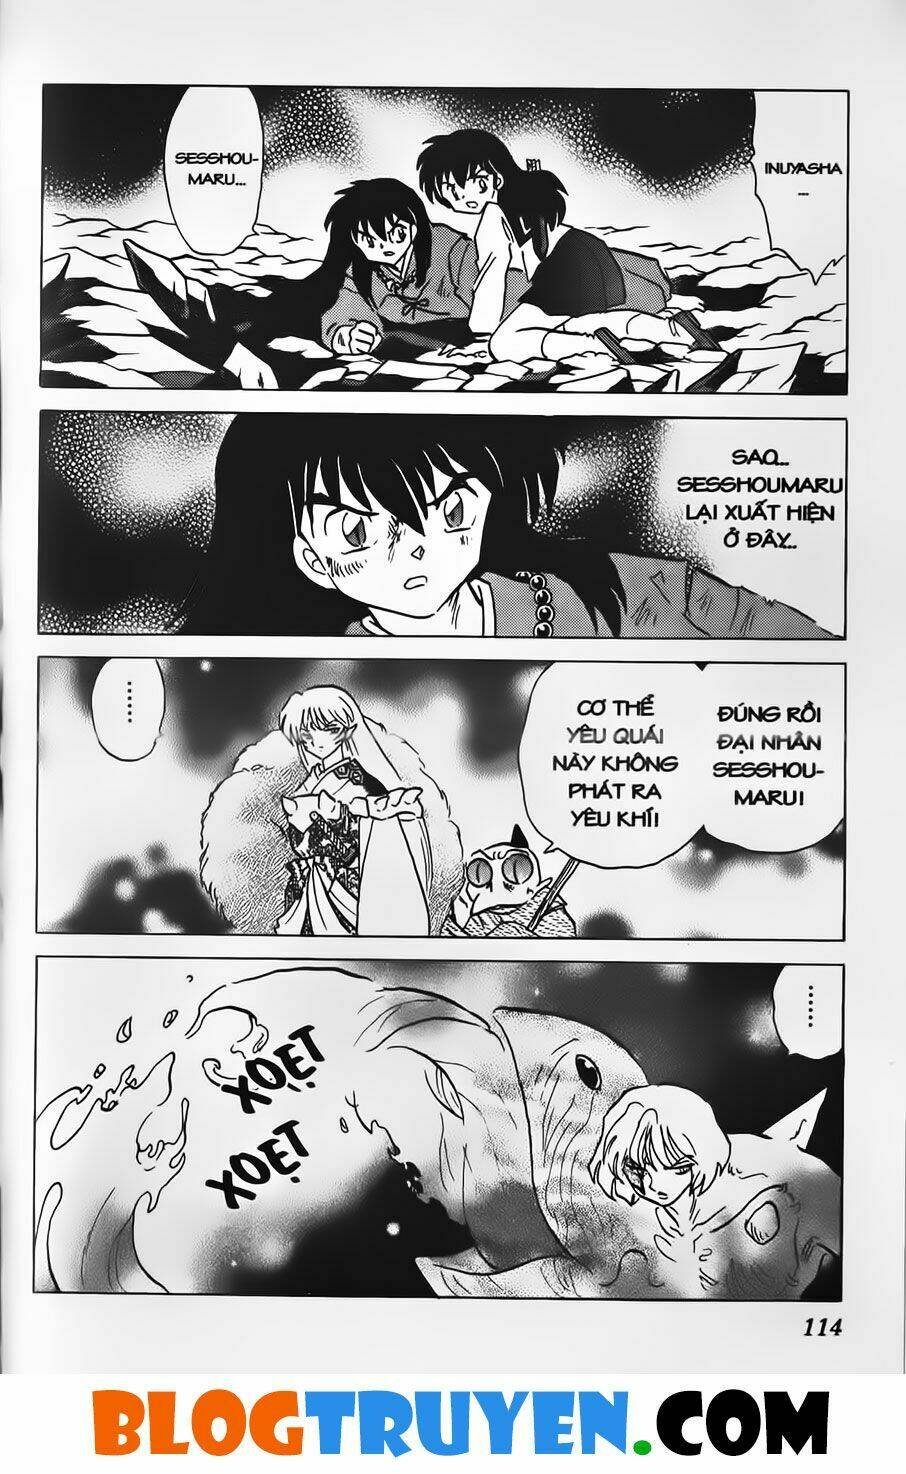 INUYASHA
...
SESSHOU-
MARU...
SAO...
SESSHOUMARU
LẠI XUẤT HIỆN
Ở ĐÂY...
ĐÚNG RỒI
ĐẠI NHÂN
SESSHOU-
MARU!
CƠ THỂ
YÊU QUÁI
NÀY KHÔNG
PHÁT RA
YÊU KHÍ!
......
......
XOẸT
XOẸT
114
BLOGTRUYEN.COM